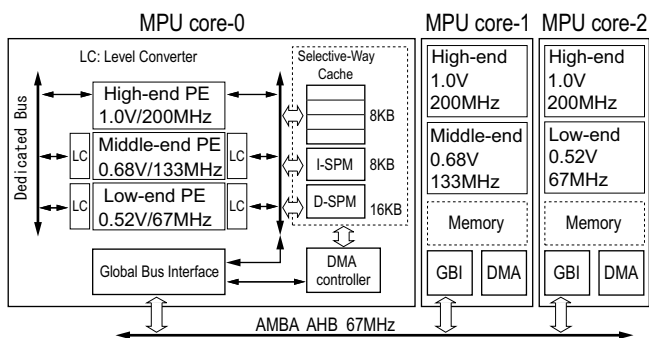 MPU core-0
MPU core-1
MPU core-2
LC: Level Converter
Selective-Way
Cache
Dedicated Bus
High-end PE
1.0V/200MHz
LC
Middle-end PE
0.68V/133MHz
LC
LC
Low-end PE
0.52V/67MHz
LC
8KB
I-SPM
8KB
D-SPM
16KB
Global Bus Interface
DMA
controller
High-end
1.0V
200MHz
Middle-end
0.68V
133MHz
Memory
GBI
DMA
High-end
1.0V
200MHz
Low-end
0.52V
67MHz
Memory
GBI
DMA
AMBA AHB 67MHz